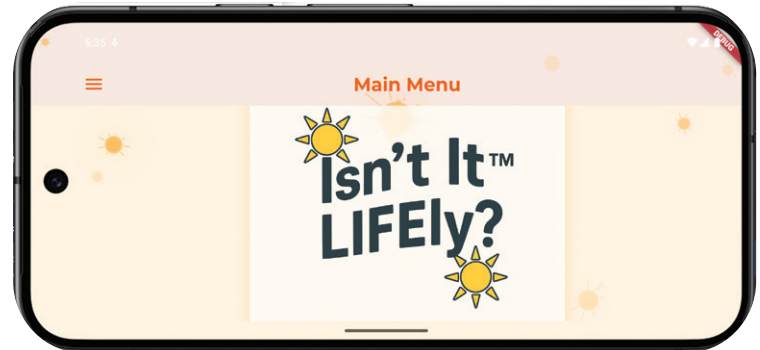 6:35
DEBUG
Main Menu
Isn't It™
LIFEly?